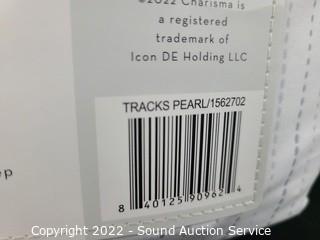 ©2022 Charisma is
a registered
trademark of
Icon DE Holding LLC
TRACKS PEARL/1562702
8 40125 90962 4
ep
Copyright 2022 - Sound Auction Service